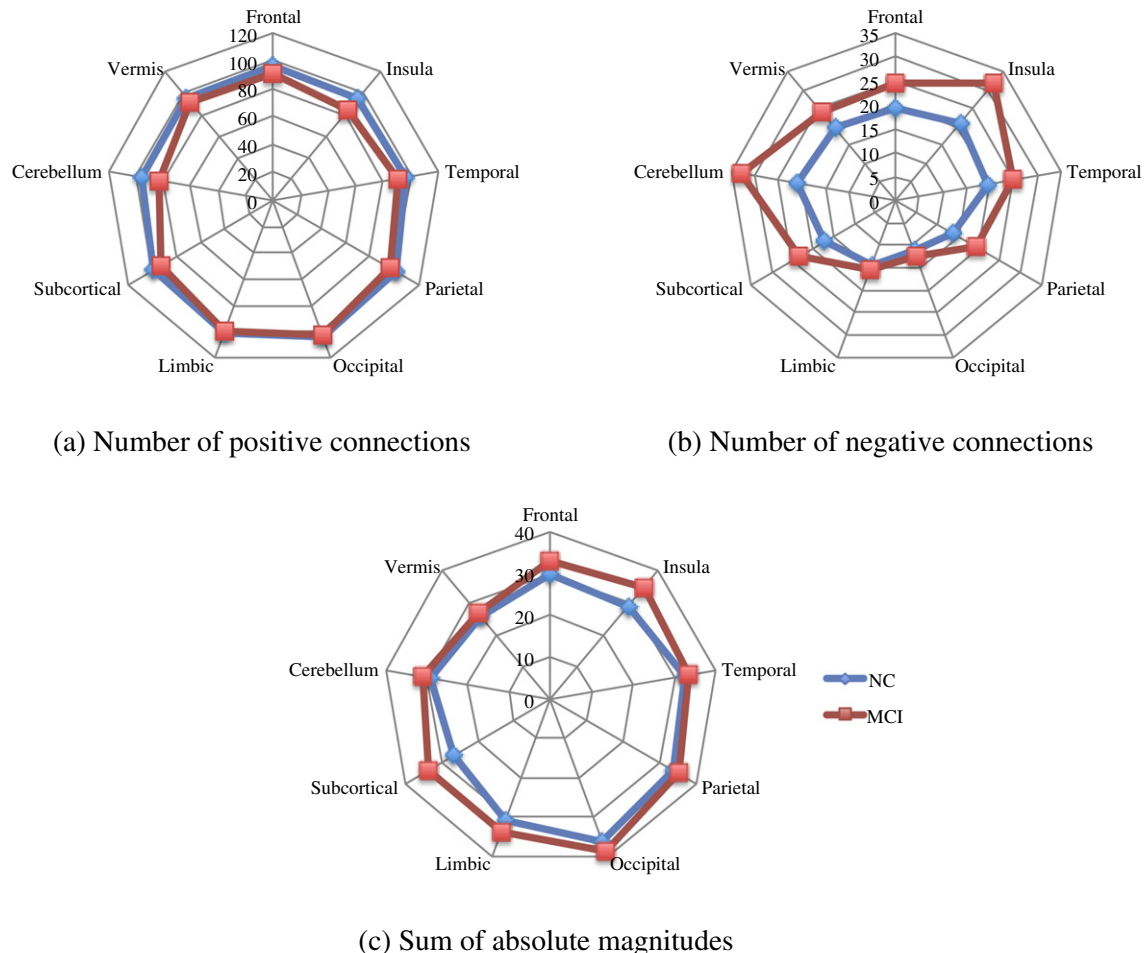 Frontal
120
100
80
60
40
20
0
Insula
Temporal
Parietal
Occipital
Limbic
Subcortical
Cerebellum
Vermis
(a) Number of positive connections
Frontal
35
30
25
20
15
10
5
0
Insula
Temporal
Parietal
Occipital
Limbic
Subcortical
Cerebellum
Vermis
(b) Number of negative connections
Frontal
40
30
20
10
0
Insula
Temporal
Parietal
Occipital
Limbic
Subcortical
Cerebellum
Vermis
NC
MCI
(c) Sum of absolute magnitudes